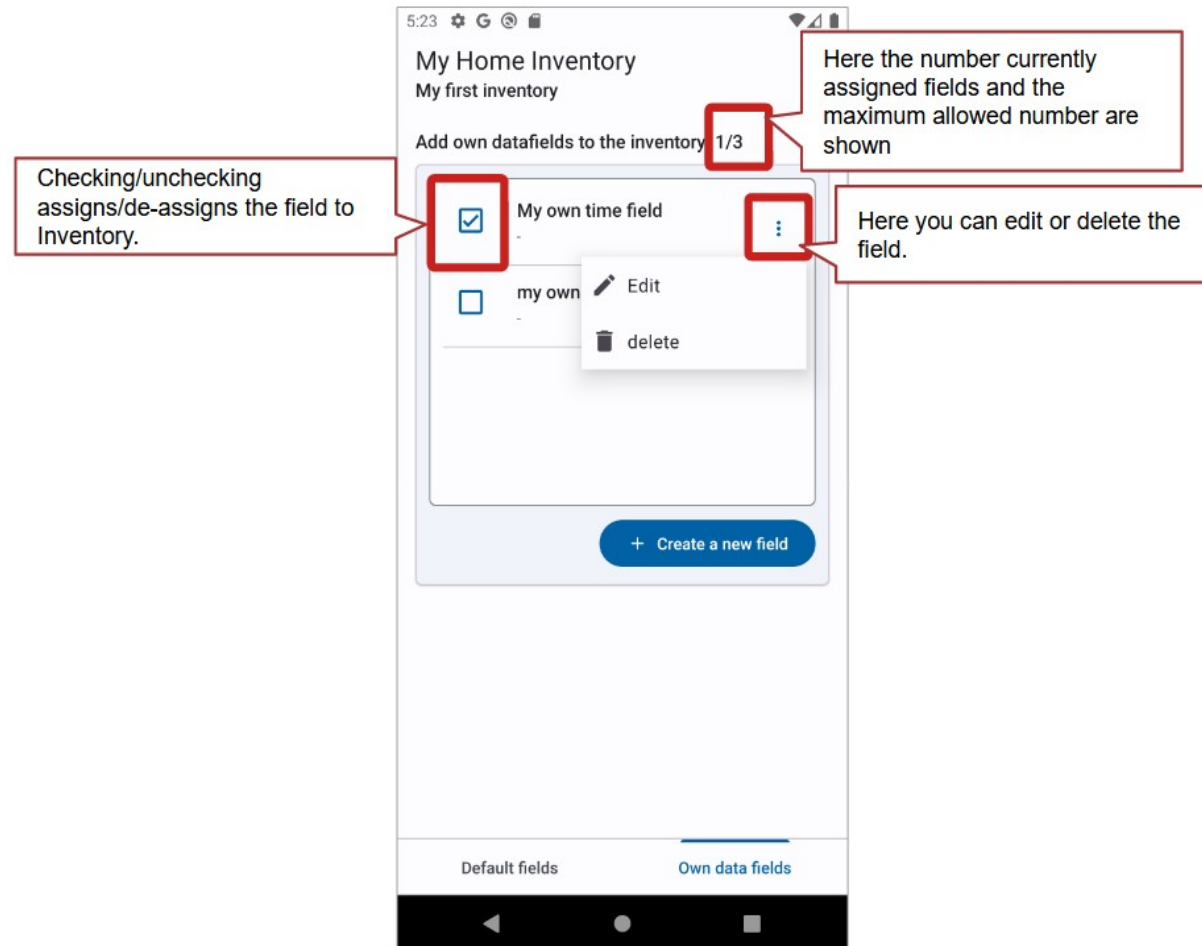 5:23
My Home Inventory
My first inventory
Here the number currently
assigned fields and the
maximum allowed number are
shown
Add own datafields to the inventory 1/3
Checking/unchecking
assigns/de-assigns the field to
Inventory.
My own time field
-
Here you can edit or delete the
field.
my own
-
Edit
delete
+ Create a new field
Default fields
Own data fields